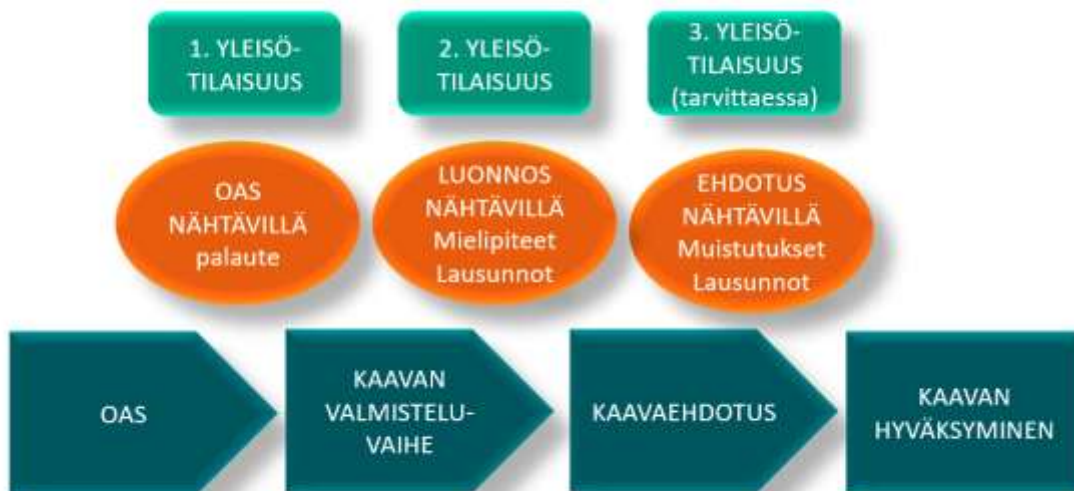 1. YLEISÖ-
TILAISUUS
2. YLEISÖ-
TILAISUUS
3. YLEISÖ-
TILAISUUS
(tarvittaessa)
OAS
NÄHTÄVILLÄ
palaute
LUONNOS
NÄHTÄVILLÄ
Mielipiteet
Lausunnot
EHDOTUS
NÄHTÄVILLÄ
Muistutukset
Lausunnot
OAS
KAAVAN
VALMISTELU-
VAIHE
KAAVAEHDOTUS
KAAVAN
HYVÄKSYMINEN